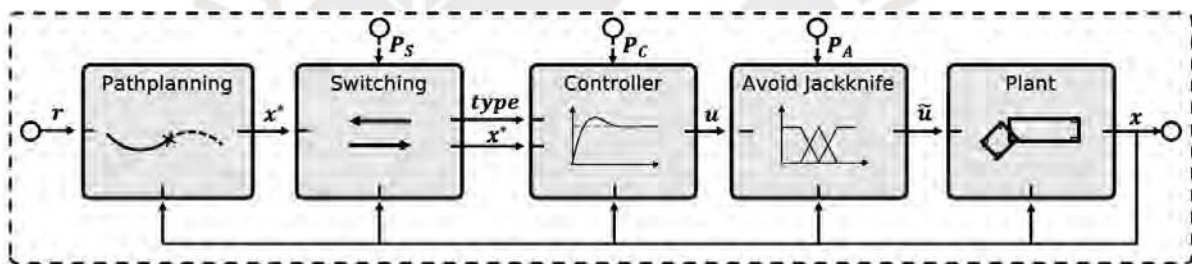 P_S
P_C
P_A
Pathplanning
Switching
Controller
Avoid Jackknife
Plant
r
x*
type
x*
u
ũ
x